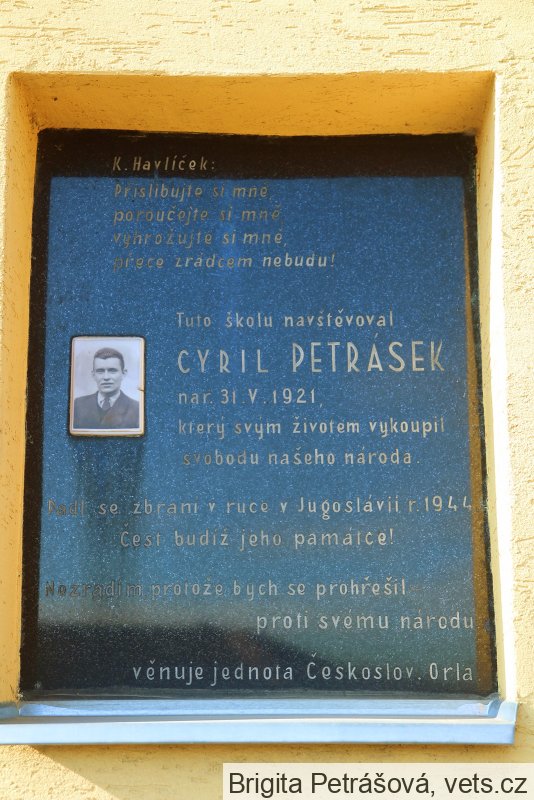 K. Havlíček:
Přislibujte si mně,
poroučejte si mně
vyhrožujte si mně,
přece zrádcem nebudu!
Tuto školu navštěvoval
CYRIL PETRÁSEK
nar. 31. V. 1921,
který svým životem vykoupil
svobodu našeho národa.
Padl se zbraní v ruce v Jugoslávii r. 1944
Čest budiž jeho památce!
Nezradím protože bych se prohřešil
proti svému národu
věnuje jednota Českoslov. Orla
Brigita Petrášová, vets.cz